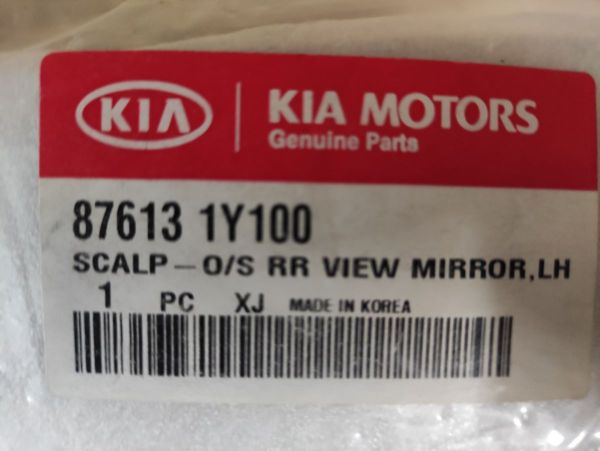 KIA
KIA MOTORS
Genuine Parts
87613 1Y100
SCALP-O/S RR VIEW MIRROR,LH
1 PC XJ MADE IN KOREA